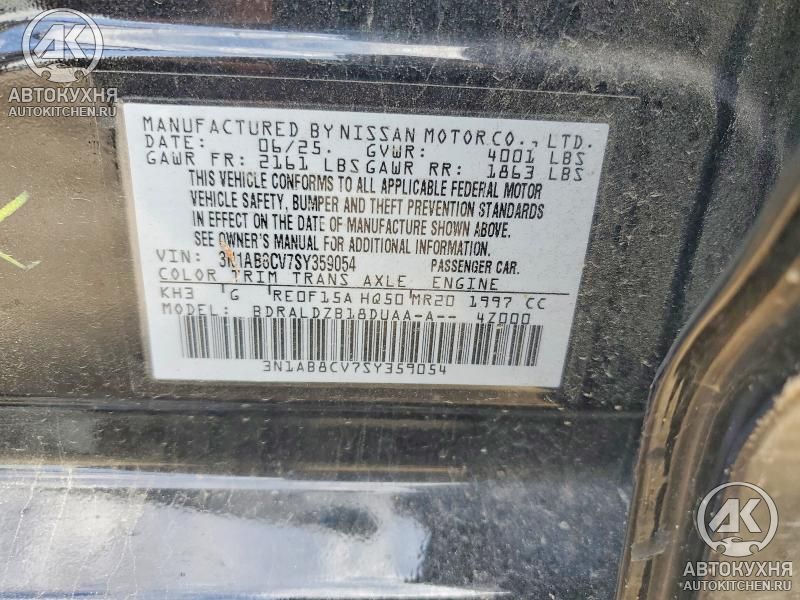 АК
АВТОКУХНЯ
AUTOKITCHEN.RU
MANUFACTURED BY NISSAN MOTOR CO., LTD.
DATE: 06/25. GVWR: 4001 LBS
GAWR FR: 2161 LBS GAWR RR: 1863 LBS
THIS VEHICLE CONFORMS TO ALL APPLICABLE FEDERAL MOTOR
VEHICLE SAFETY, BUMPER AND THEFT PREVENTION STANDARDS
IN EFFECT ON THE DATE OF MANUFACTURE SHOWN ABOVE.
SEE OWNER'S MANUAL FOR ADDITIONAL INFORMATION.
VIN: 3N1AB8CV7SY359054 PASSENGER CAR.
COLOR TRIM TRANS AXLE ENGINE
KH3 G RE0F15A HQ50 MR20 1997 CC
MODEL: BDRALDZB18DUAA-A-- 4Z000
3N1AB8CV7SY359054
АК
АВТОКУХНЯ
AUTOKITCHEN.RU